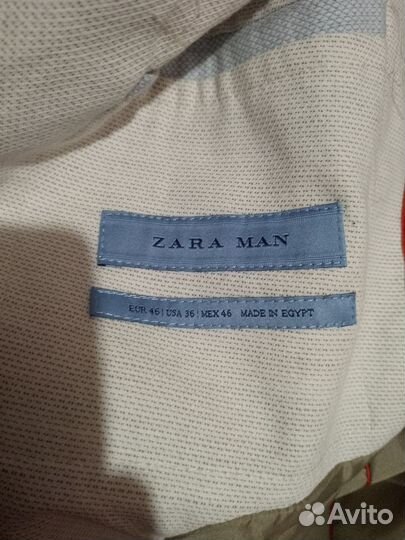 ZARA MAN
EUR 46 | USA 36 | MEX 46 MADE IN EGYPT
Avito